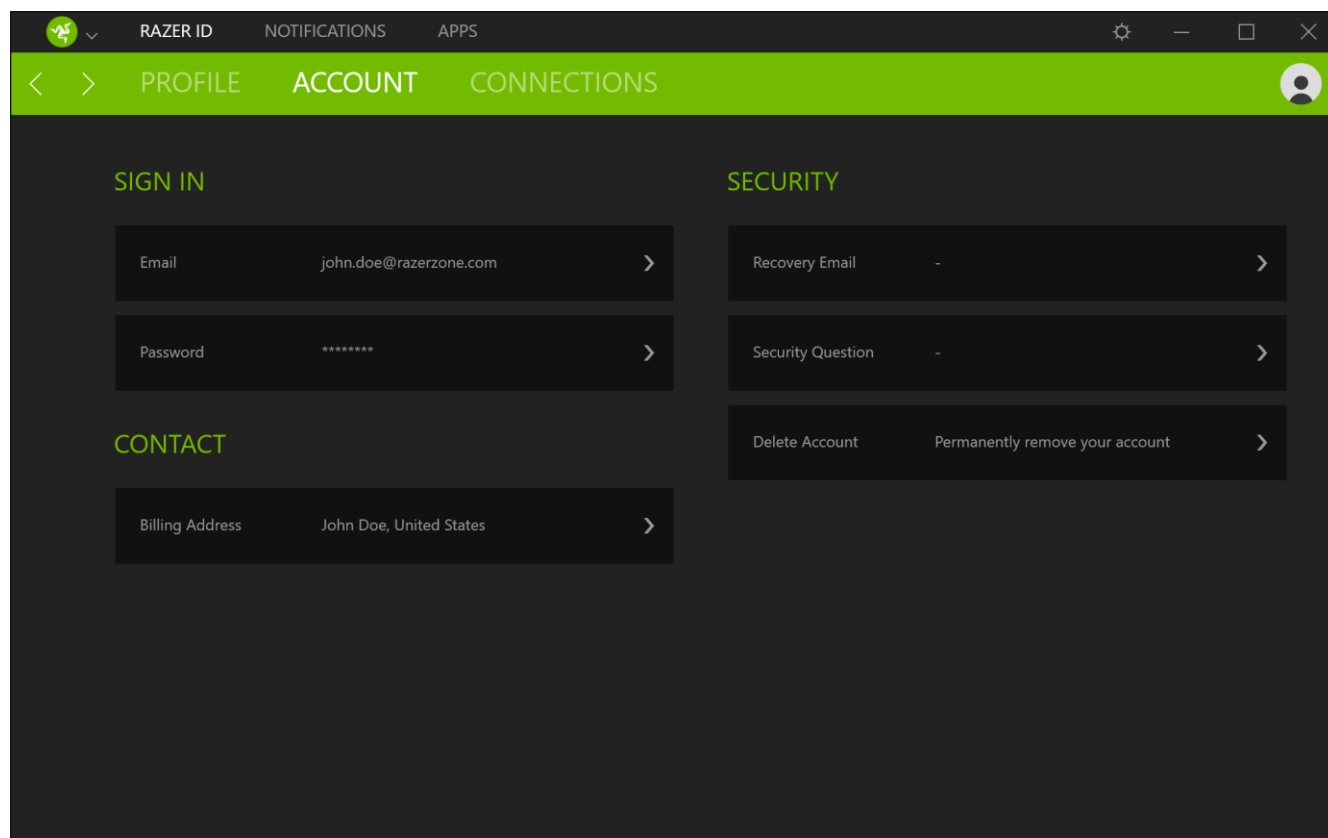 RAZER ID NOTIFICATIONS APPS
PROFILE ACCOUNT CONNECTIONS
SIGN IN
Email john.doe@razerzone.com
Password ********
CONTACT
Billing Address John Doe, United States
SECURITY
Recovery Email -
Security Question -
Delete Account Permanently remove your account